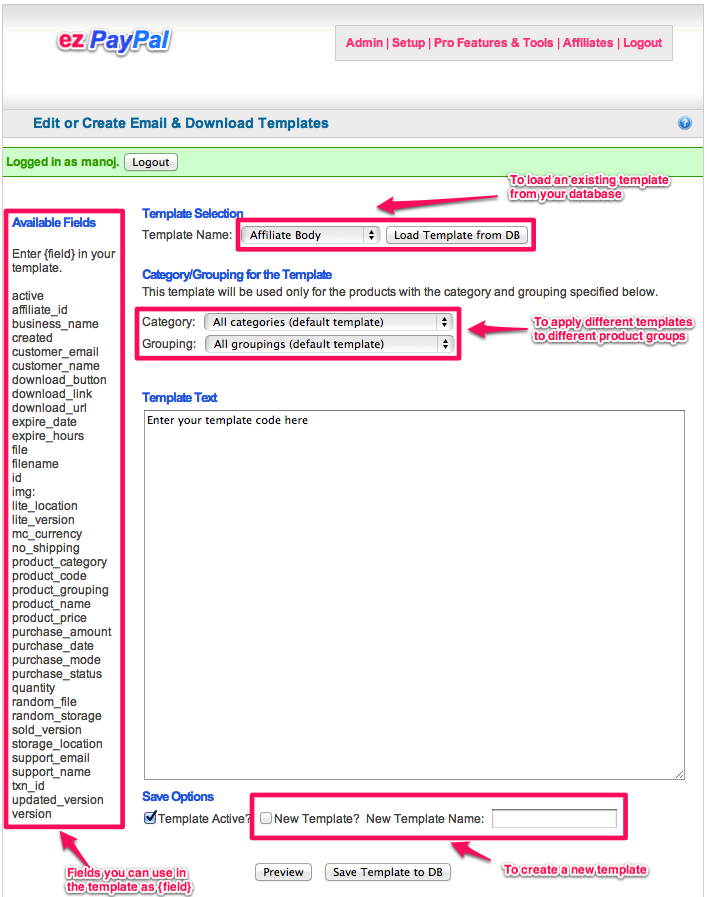 ez PayPal
Admin | Setup | Pro Features & Tools | Affiliates | Logout
Edit or Create Email & Download Templates
?
Logged in as manoj. Logout
To load an existing template
from your database
Available Fields
Enter {field} in your
template.
active
affiliate_id
business_name
created
customer_email
customer_name
download_button
download_link
download_url
expire_date
expire_hours
file
filename
id
img:
lite_location
lite_version
mc_currency
no_shipping
product_category
product_code
product_grouping
product_name
product_price
purchase_amount
purchase_date
purchase_mode
purchase_status
quantity
random_file
random_storage
sold_version
storage_location
support_email
support_name
txn_id
updated_version
version
Fields you can use in
the template as {field}
Template Selection
Template Name: Affiliate Body Load Template from DB
Category/Grouping for the Template
This template will be used only for the products with the category and grouping specified below.
Category: All categories (default template)
Grouping: All groupings (default template)
To apply different templates
to different product groups
Template Text
Enter your template code here
Save Options
Template Active? New Template? New Template Name:
To create a new template
Preview Save Template to DB